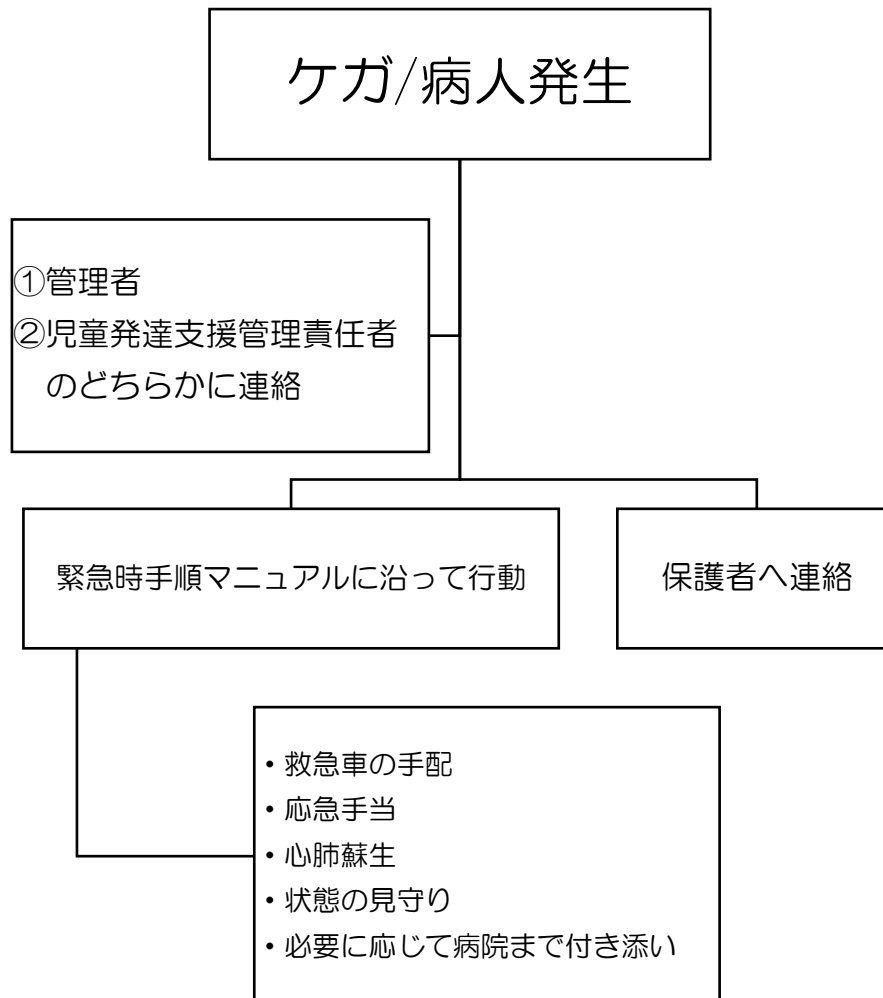 ケガ/病人発生
①管理者
②児童発達支援管理責任者
のどちらかに連絡
緊急時手順マニュアルに沿って行動
保護者へ連絡
・救急車の手配
・応急手当
・心肺蘇生
・状態の見守り
・必要に応じて病院まで付き添い